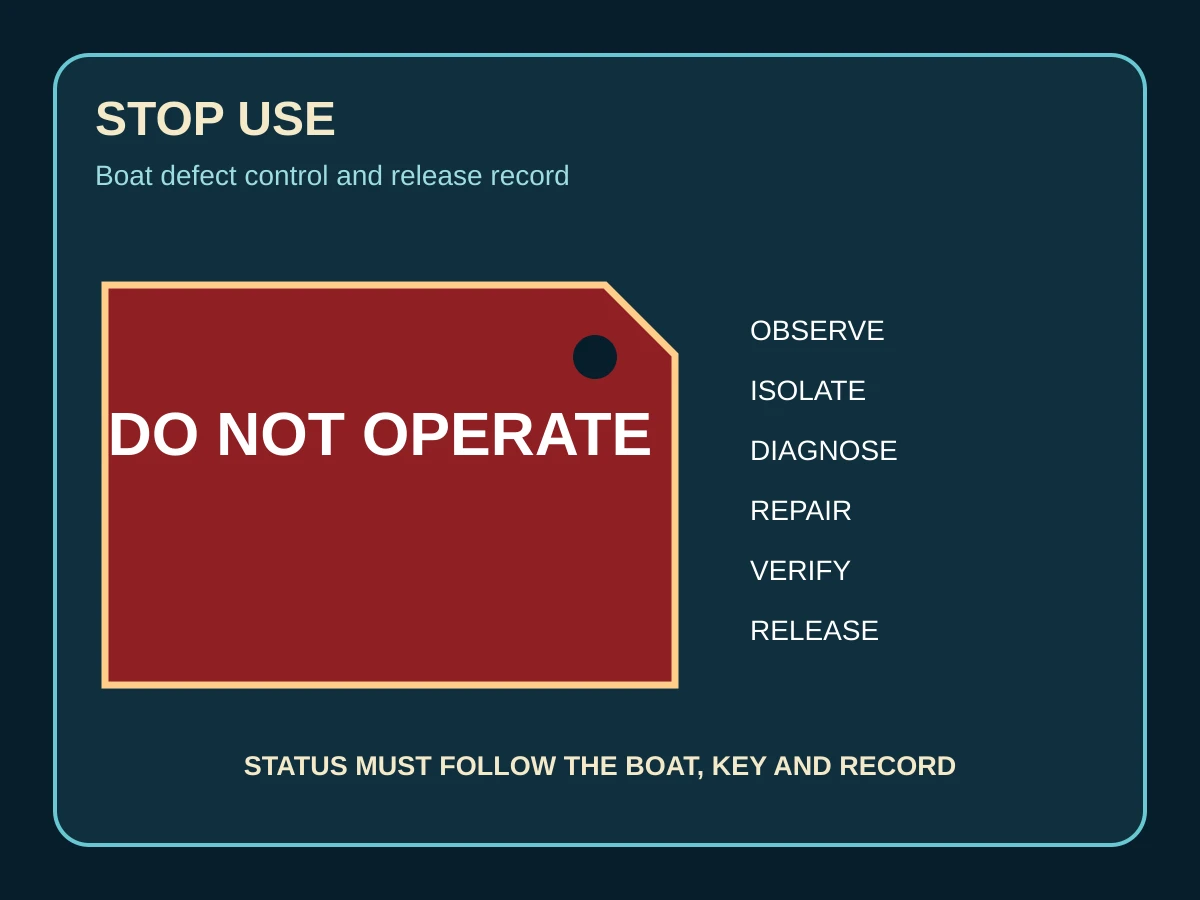 STOP USE
Boat defect control and release record
DO NOT OPERATE
OBSERVE
ISOLATE
DIAGNOSE
REPAIR
VERIFY
RELEASE
STATUS MUST FOLLOW THE BOAT, KEY AND RECORD